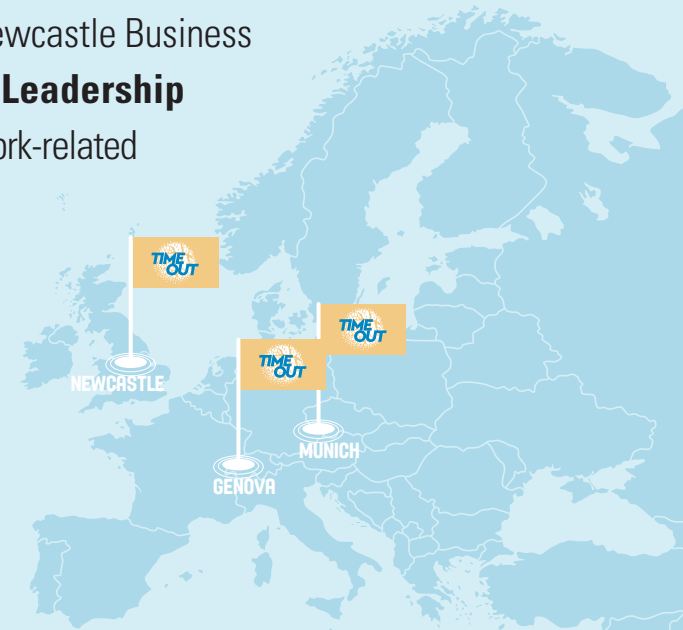 ewcastle Business
Leadership
ork-related
TIME
OUT
TIME
OUT
TIME
OUT
NEWCASTLE
MUNICH
GENOVA